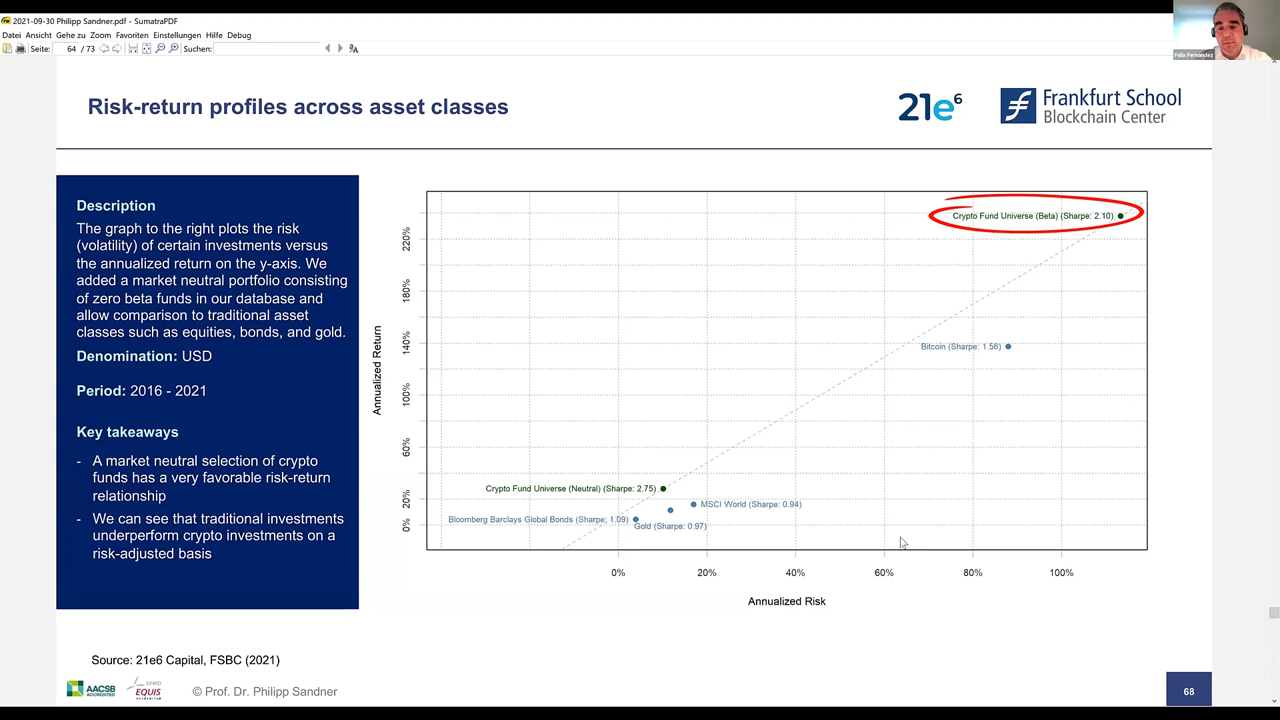 2021-09-30 Philipp Sandner.pdf - SumatraPDF
Datei Ansicht Gehe zu Zoom Favoriten Einstellungen Hilfe Debug
Seite: 64 / 73 Suchen:
Felix Fernandez
Risk-return profiles across asset classes
21e6
Frankfurt School
Blockchain Center
Description
The graph to the right plots the risk
(volatility) of certain investments versus
the annualized return on the y-axis. We
added a market neutral portfolio consisting
of zero beta funds in our database and
allow comparison to traditional asset
classes such as equities, bonds, and gold.
Denomination: USD
Period: 2016 - 2021
Key takeaways
- A market neutral selection of crypto
funds has a very favorable risk-return
relationship
- We can see that traditional investments
underperform crypto investments on a
risk-adjusted basis
Annualized Return
220%
180%
140%
100%
60%
20%
0%
Crypto Fund Universe (Beta) (Sharpe: 2.10)
Bitcoin (Sharpe: 1.56)
Crypto Fund Universe (Neutral) (Sharpe: 2.75)
MSCI World (Sharpe: 0.94)
Bloomberg Barclays Global Bonds (Sharpe: 1.09)
Gold (Sharpe: 0.97)
0% 20% 40% 60% 80% 100%
Annualized Risk
Source: 21e6 Capital, FSBC (2021)
AACSB
ACCREDITED
EFMD
EQUIS
ACCREDITED
© Prof. Dr. Philipp Sandner
68